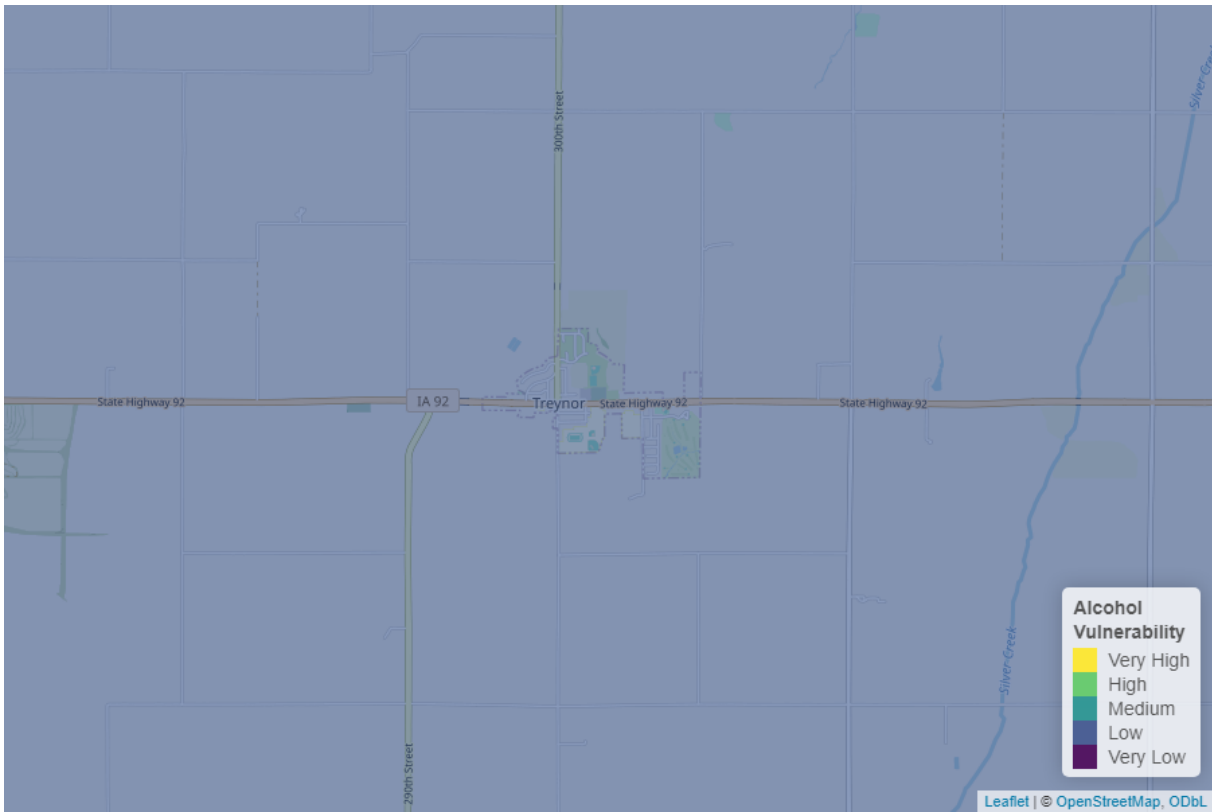 Silver Creek
300th Street
State Highway 92
IA 92
Treynor
State Highway 92
State Highway 92
Silver Creek
290th Street
Alcohol
Vulnerability
Very High
High
Medium
Low
Very Low
Leaflet | © OpenStreetMap, ODbL